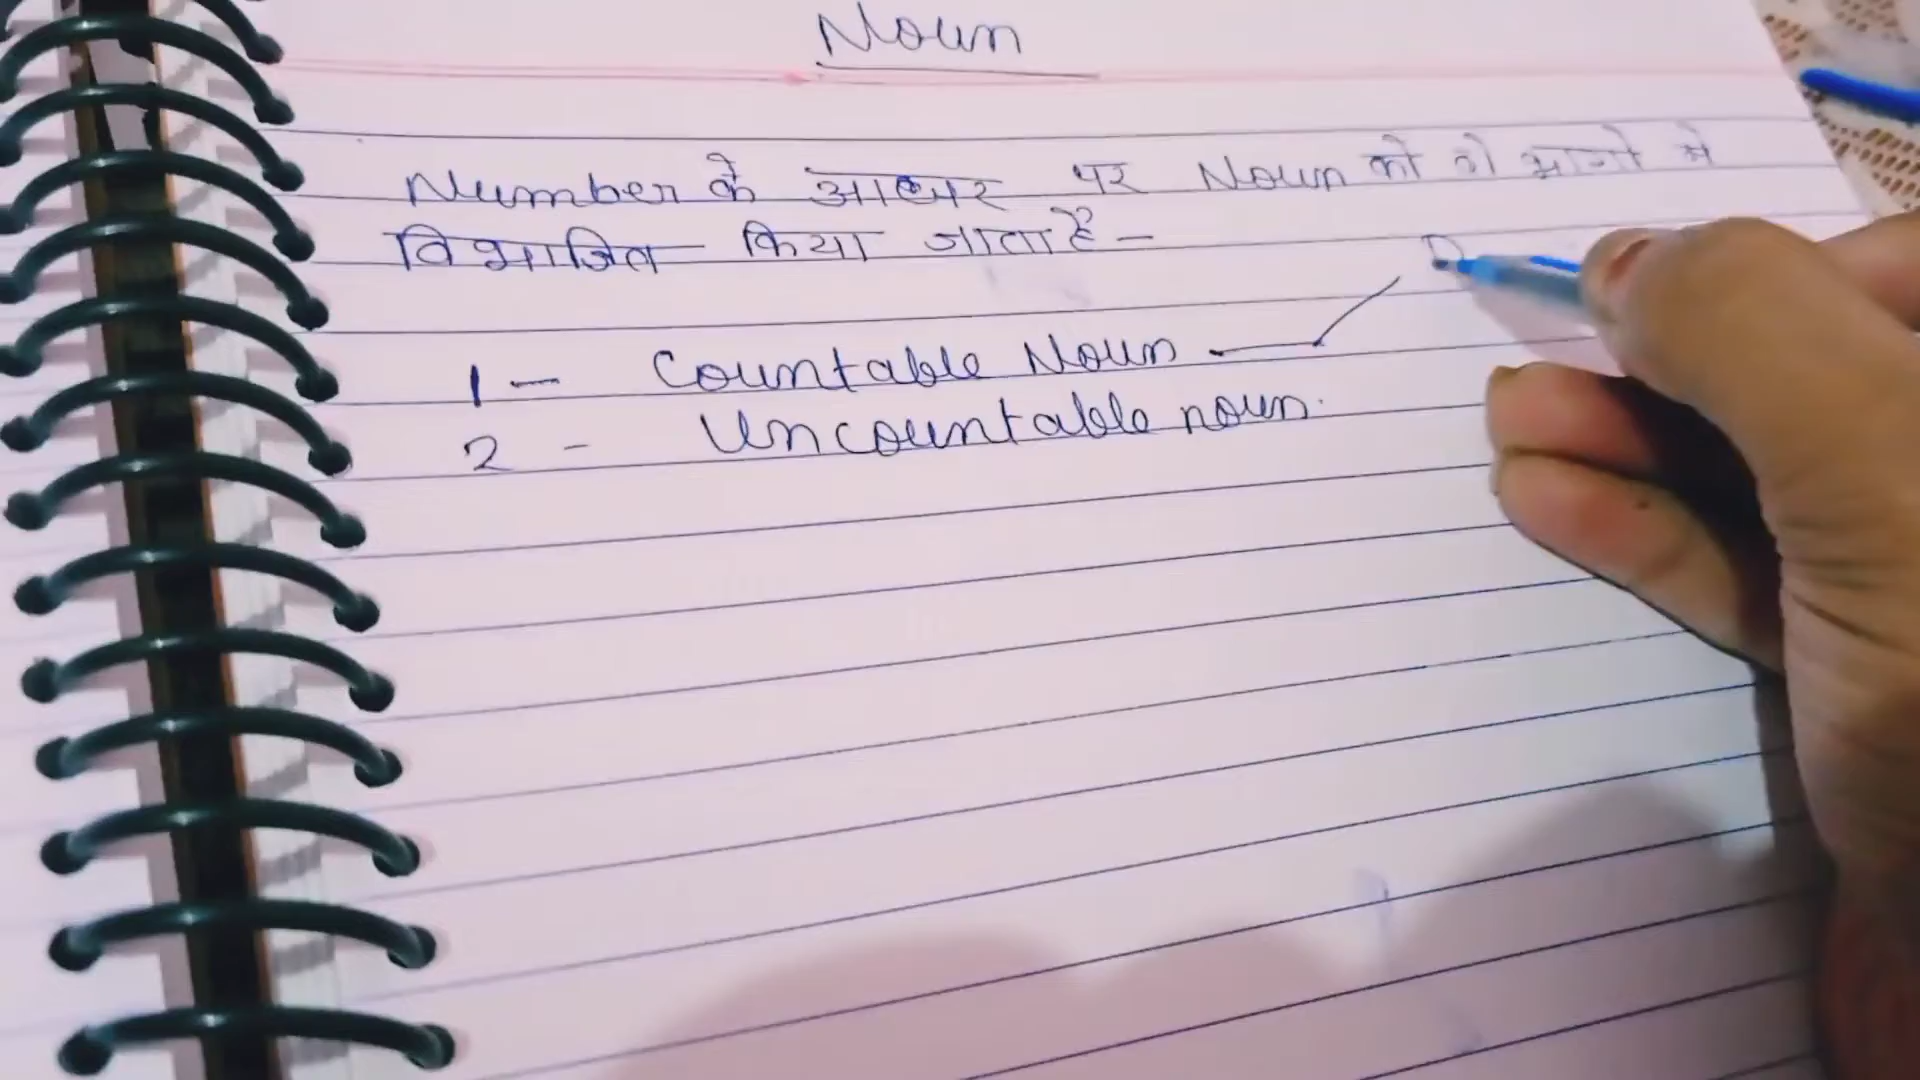 Noun
Number के आधार पर Noun को दो भागो मे
विभाजित किया जाता है -
1 - Countable Noun
2 - Uncountable noun.